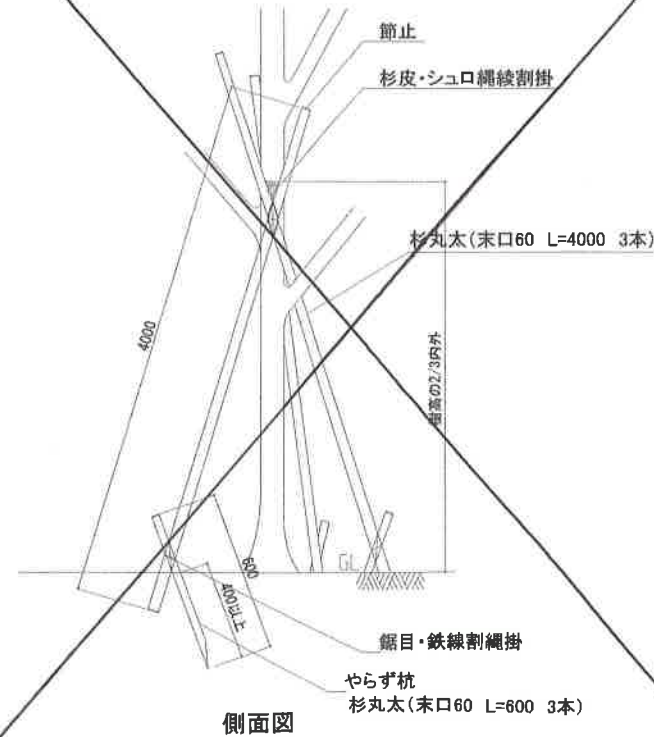 節止
杉皮・シュロ縄綾割掛
杉丸太(末口60 L=4000 3本)
4000
樹高の2/3内外
GL
600
400以上
鋸目・鉄線割縄掛
やらず杭
杉丸太(末口60 L=600 3本)
側面図